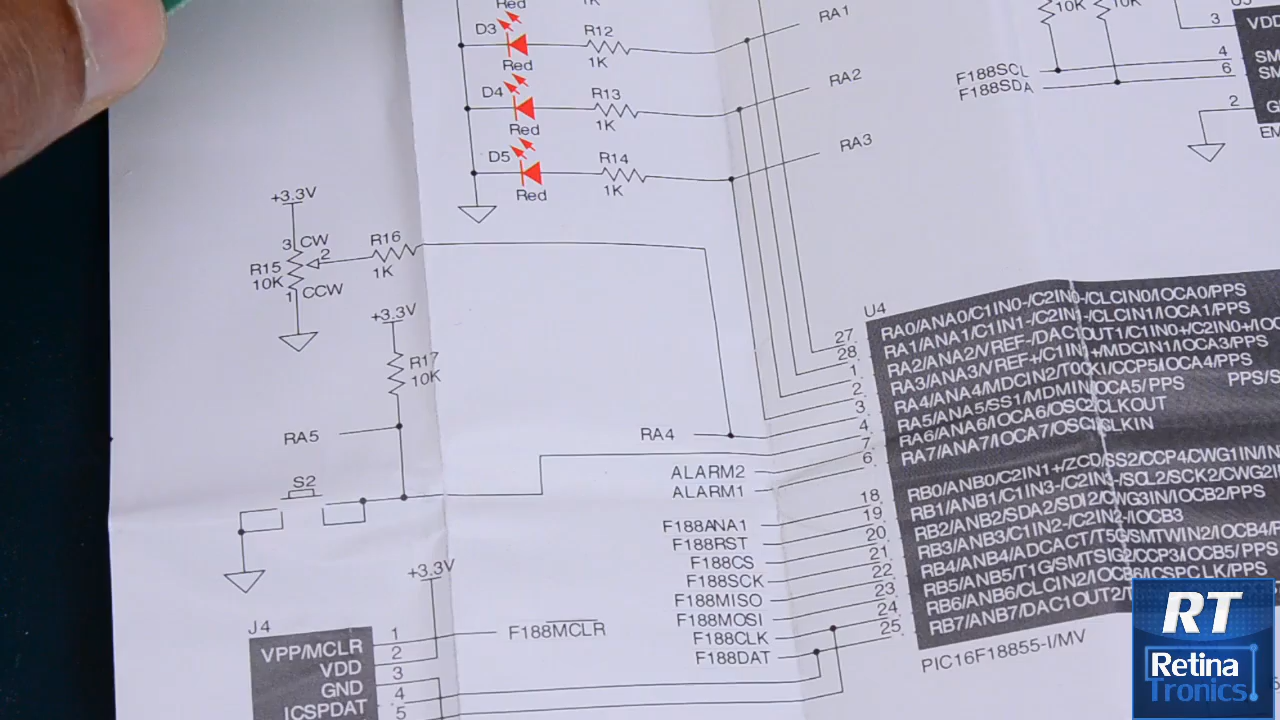 Red
1K
D3
R12
Red
1K
RA1
D4
R13
Red
1K
RA2
D5
R14
Red
1K
RA3
10K
10K
3
VDD
4
6
F188SCL
F188SDA
2
+3.3V
3 CW
2
R15
10K
1 CCW
R16
1K
+3.3V
R17
10K
RA5
RA4
S2
ALARM2
ALARM1
F188ANA1
F188RST
F188CS
F188SCK
F188MISO
F188MOSI
F188CLK
F188DAT
U4
27
28
1
2
3
4
7
6
18
19
20
21
22
23
24
25
RA0/ANA0/C1IN0-/C2IN0-/CLCIN0/IOCA0/PPS
RA1/ANA1/C1IN1-/C2IN1-/CLCIN1/IOCA1/PPS
RA2/ANA2/VREF-/DAC1OUT1/C1IN0+/C2IN0+/IO
RA3/ANA3/VREF+/C1IN1+/MDCIN1/IOCA3/PPS
RA4/ANA4/MDCIN2/T0CKI/CCP5/IOCA4/PPS
RA5/ANA5/SS1/MDMIN/IOCA5/PPS
PPS/S
RA6/ANA6/IOCA6/OSC2CLKOUT
RA7/ANA7/IOCA7/OSC1/CLKIN
RB0/ANB0/C2IN1+/ZCD/SS2/CCP4/CWG1IN/IN
RB1/ANB1/C1IN3-/C2IN3-/SCL2/SCK2/CWG2I
RB2/ANB2/SDA2/SDI2/CWG3IN/IOCB2/PPS
RB3/ANB3/C1IN2-/C2IN2-/IOCB3
RB4/ANB4/ADCACT/T5G/SMTWIN2/IOCB4/P
RB5/ANB5/T1G/SMTSIG2/CCP3/IOCB5/PPS
RB6/ANB6/CLCIN2/IOCB6/ICSPCLK/PPS
RB7/ANB7/DAC1OUT2/
PIC16F18855-I/MV
+3.3V
J4
VPP/MCLR
VDD
GND
ICSPDAT
1
2
3
4
5
F188MCLR
RT
Retina
Tronics